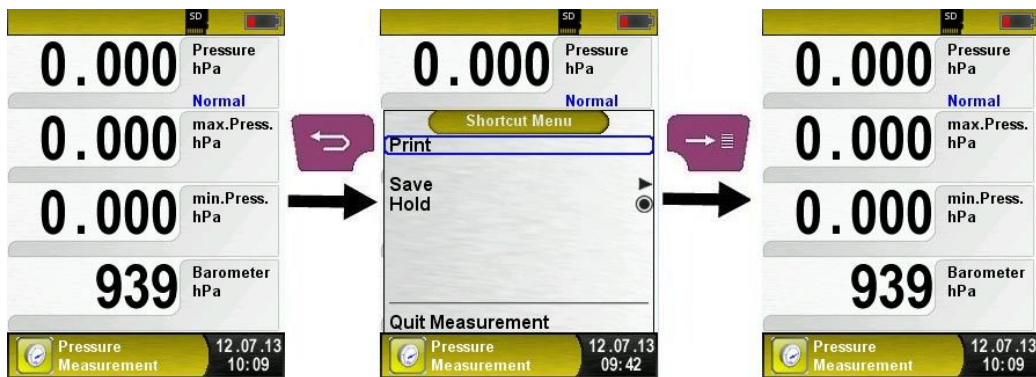 SD
0.000 Pressure
hPa
Normal
0.000 max.Press.
hPa
0.000 min.Press.
hPa
939 Barometer
hPa
Pressure
Measurement
12.07.13
10:09
SD
0.000 Pressure
hPa
Normal
Shortcut Menu
Print
Save
Hold
Quit Measurement
Pressure
Measurement
12.07.13
09:42
SD
0.000 Pressure
hPa
Normal
0.000 max.Press.
hPa
0.000 min.Press.
hPa
939 Barometer
hPa
Pressure
Measurement
12.07.13
10:09